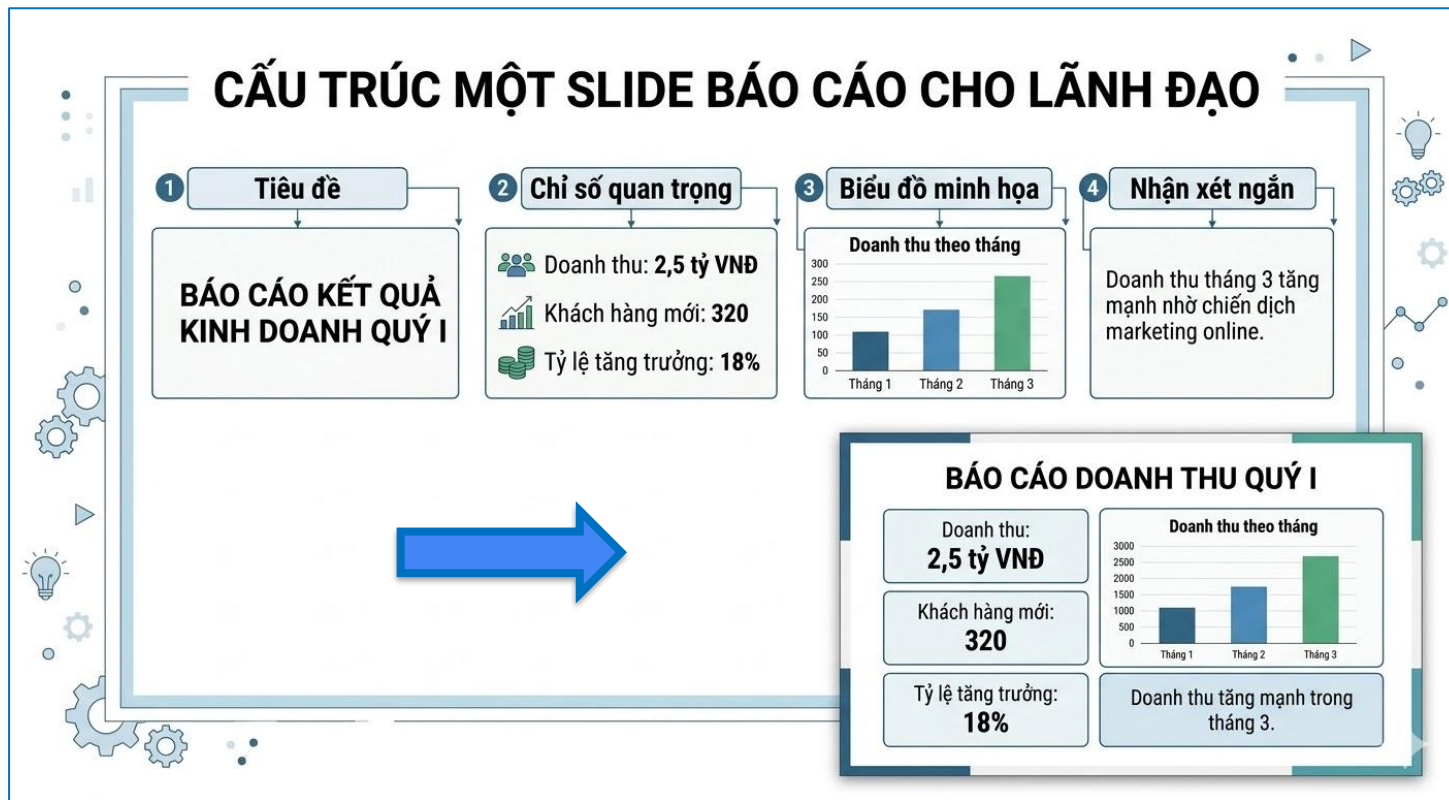 CẤU TRÚC MỘT SLIDE BÁO CÁO CHO LÃNH ĐẠO
1
Tiêu đề
BÁO CÁO KẾT QUẢ
KINH DOANH QUÝ I
2
Chỉ số quan trọng
Doanh thu: 2,5 tỷ VNĐ
Khách hàng mới: 320
Tỷ lệ tăng trưởng: 18%
3
Biểu đồ minh họa
Doanh thu theo tháng
300
250
200
150
100
50
0
Tháng 1
Tháng 2
Tháng 3
4
Nhận xét ngắn
Doanh thu tháng 3 tăng
mạnh nhờ chiến dịch
marketing online.
BÁO CÁO DOANH THU QUÝ I
Doanh thu:
2,5 tỷ VNĐ
Khách hàng mới:
320
Tỷ lệ tăng trưởng:
18%
Doanh thu theo tháng
3000
2500
2000
1500
1000
500
0
Tháng 1
Tháng 2
Tháng 3
Doanh thu tăng mạnh trong
tháng 3.